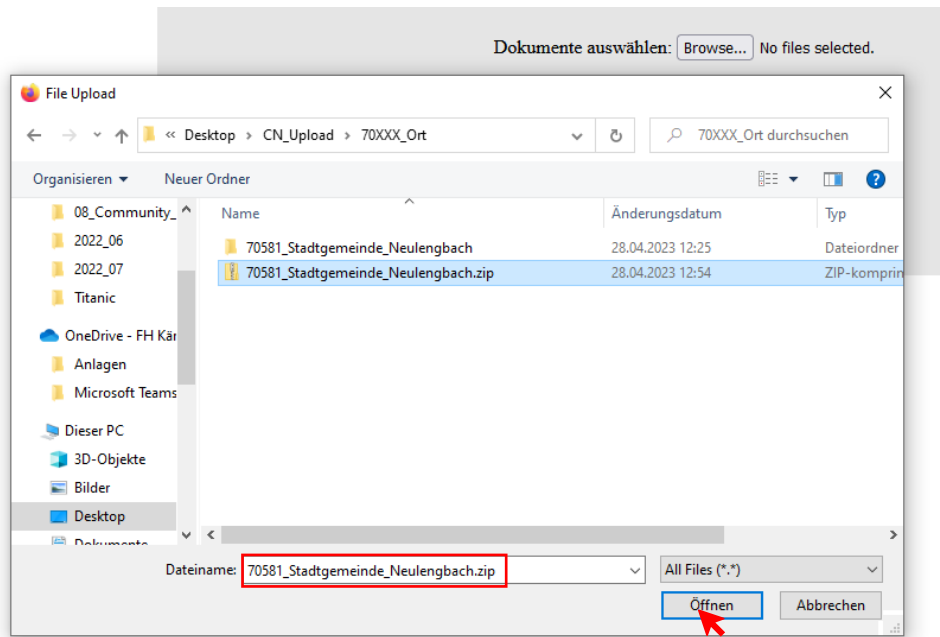 Dokumente auswählen: Browse... No files selected.
File Upload
« Desktop > CN_Upload > 70XXX_Ort
70XXX_Ort durchsuchen
Organisieren
Neuer Ordner
?
08_Community_
2022_06
2022_07
Titanic
OneDrive - FH Kär
Anlagen
Microsoft Teams
Dieser PC
3D-Objekte
Bilder
Desktop
Dokumente
Name Änderungsdatum Typ
70581_Stadtgemeinde_Neulengbach 28.04.2023 12:25 Dateiordner
70581_Stadtgemeinde_Neulengbach.zip 28.04.2023 12:54 ZIP-komprin
Dateiname: 70581_Stadtgemeinde_Neulengbach.zip All Files (*.*)
Öffnen Abbrechen